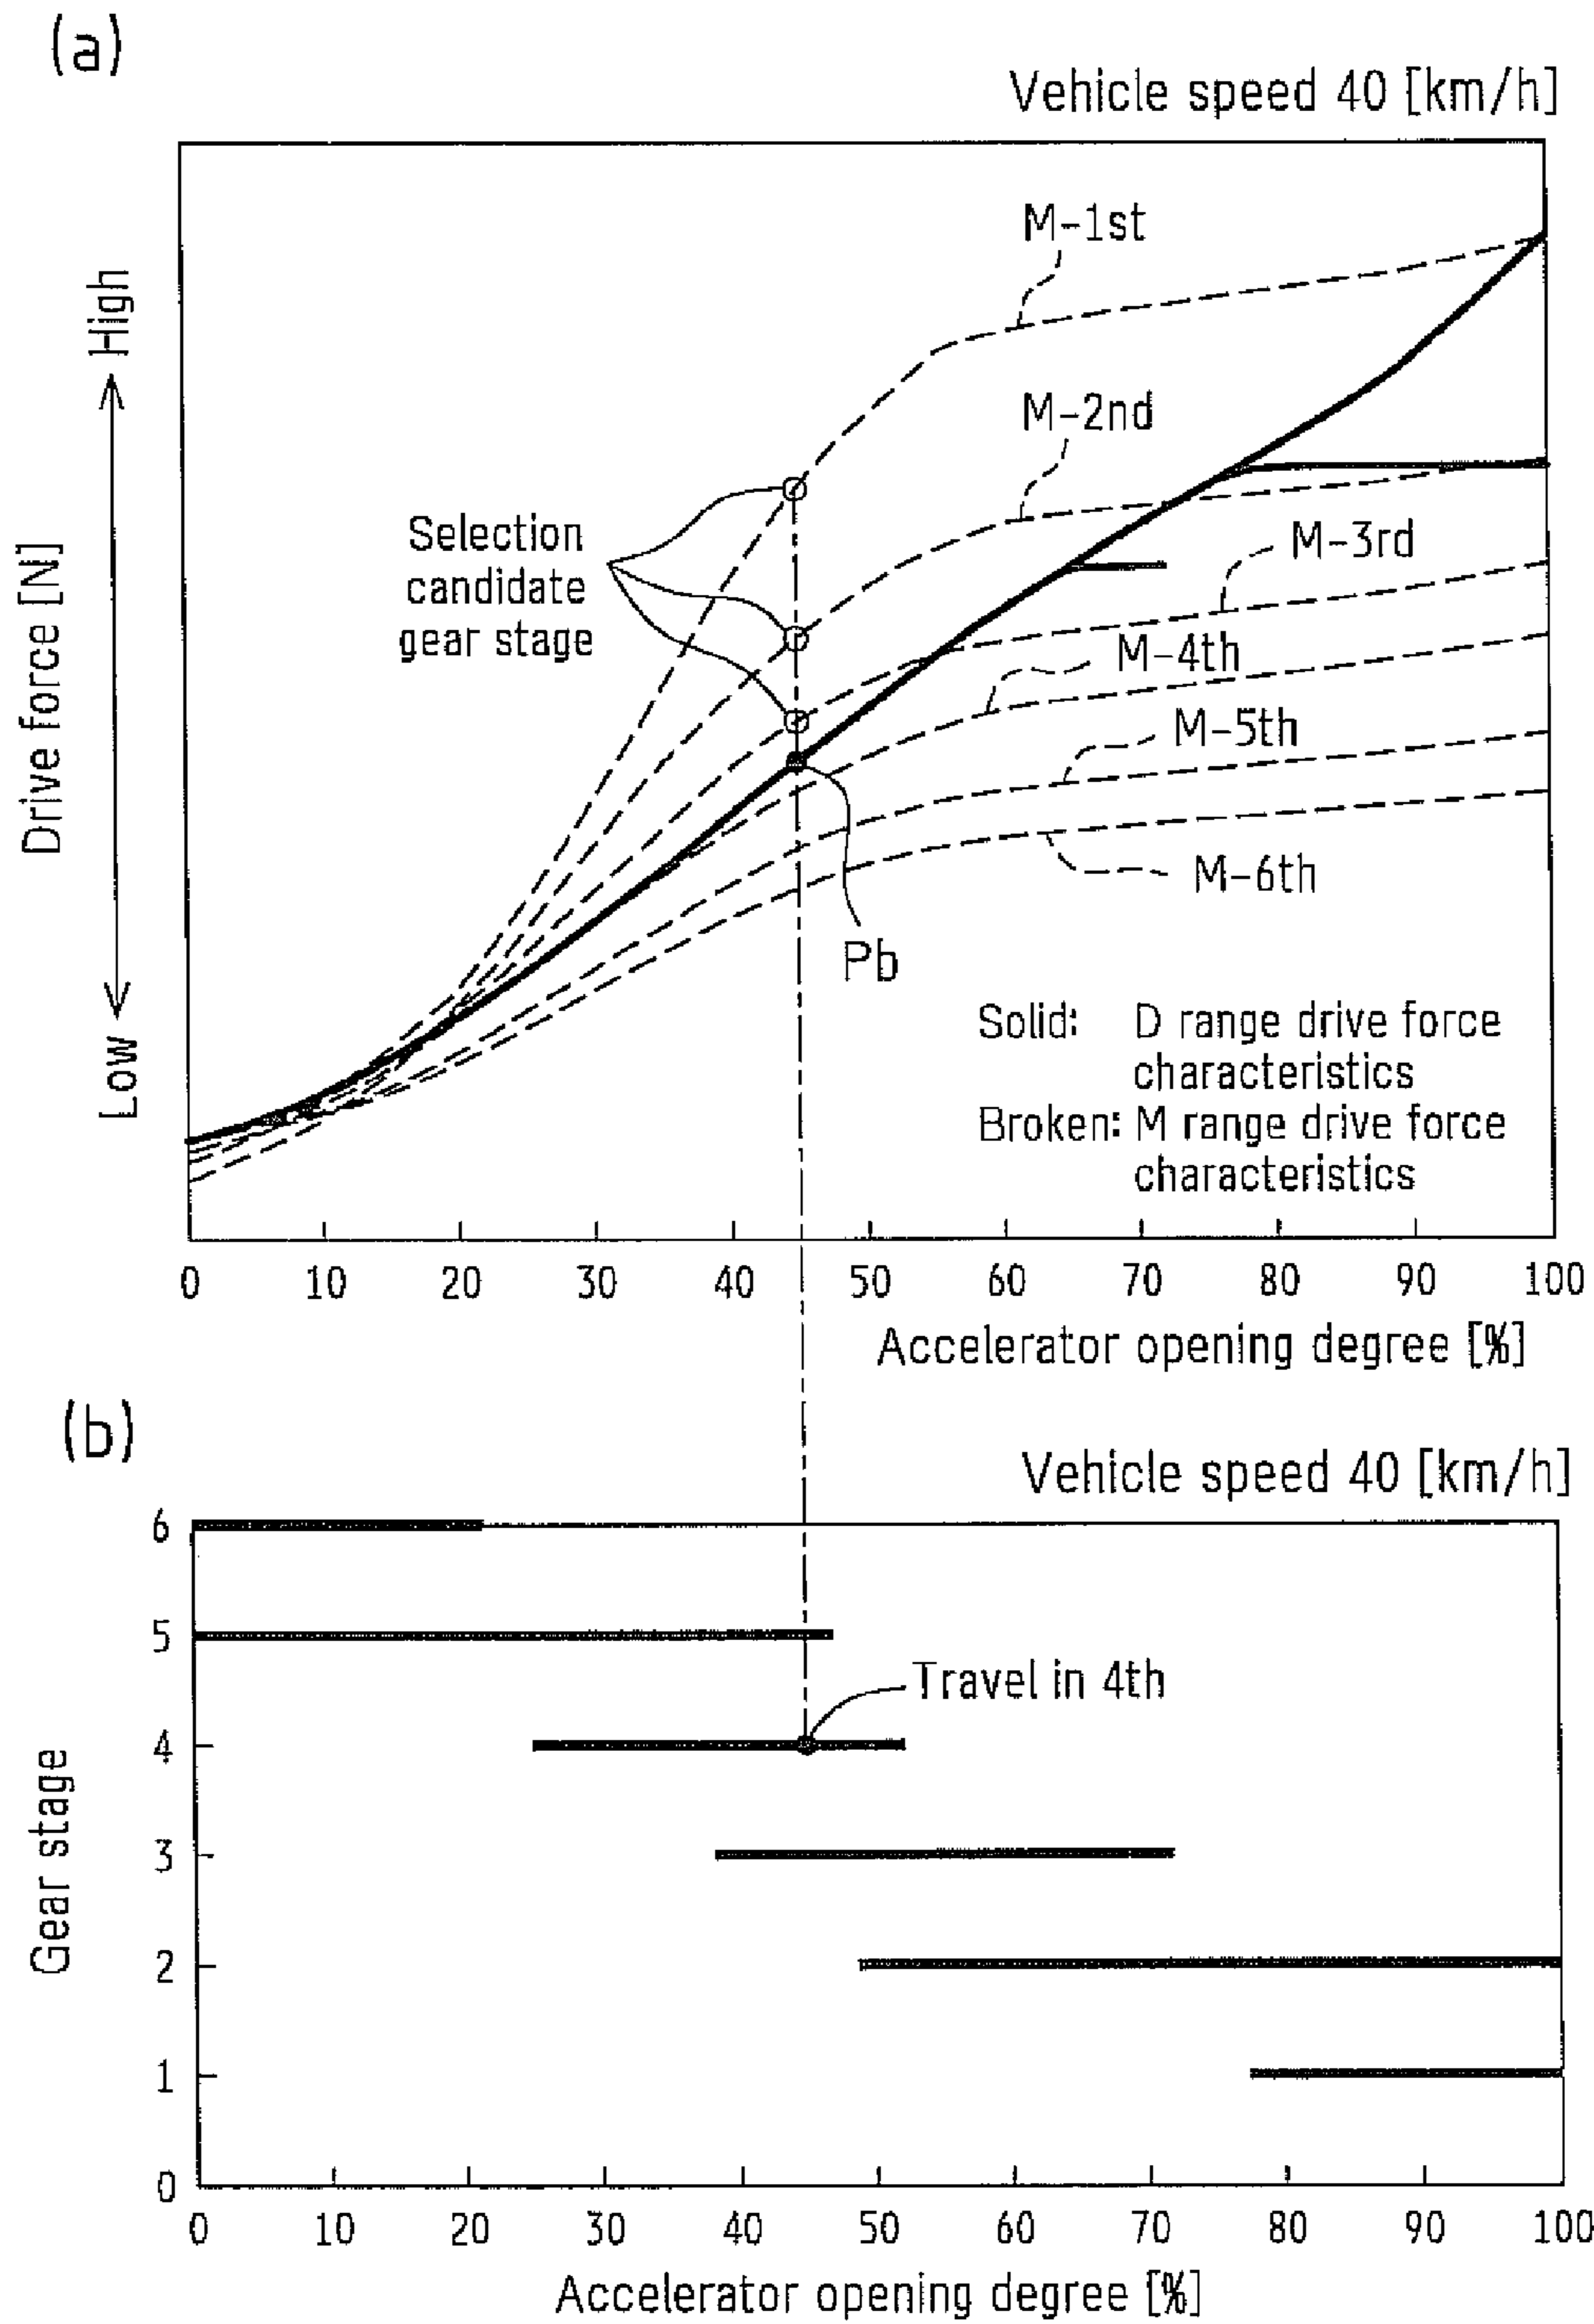 (a)
Vehicle speed 40 [km/h]
Drive force [N]
High
Low
M-1st
M-2nd
M-3rd
M-4th
M-5th
M-6th
Selection
candidate
gear stage
Pb
Solid: D range drive force
characteristics
Broken: M range drive force
characteristics
0 10 20 30 40 50 60 70 80 90 100
Accelerator opening degree [%]
(b)
Vehicle speed 40 [km/h]
Gear stage
6
5
4
3
2
1
0
Travel in 4th
0 10 20 30 40 50 60 70 80 90 100
Accelerator opening degree [%]